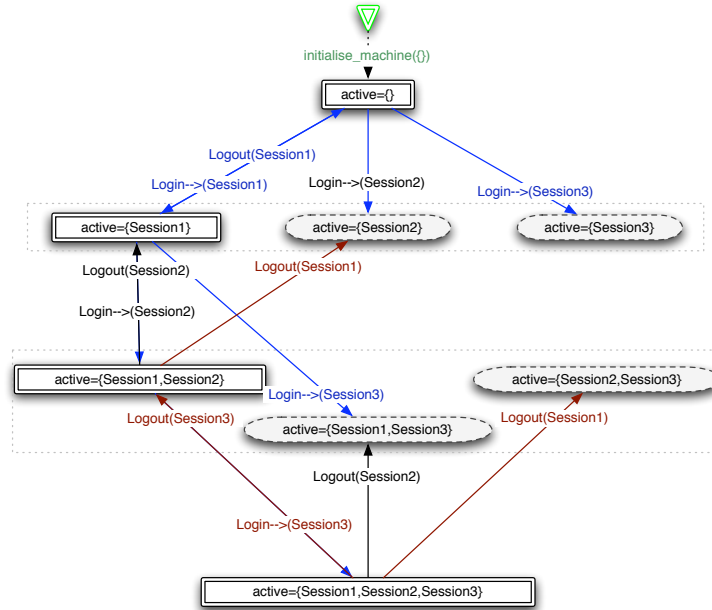 initialise_machine({})
active={}
Logout(Session1)
Login-->(Session1)
Login-->(Session2)
Login-->(Session3)
active={Session1}
active={Session2}
active={Session3}
Logout(Session2)
Logout(Session1)
Login-->(Session2)
active={Session1,Session2}
active={Session2,Session3}
Login-->(Session3)
Logout(Session3)
Logout(Session1)
active={Session1,Session3}
Logout(Session2)
Login-->(Session3)
active={Session1,Session2,Session3}